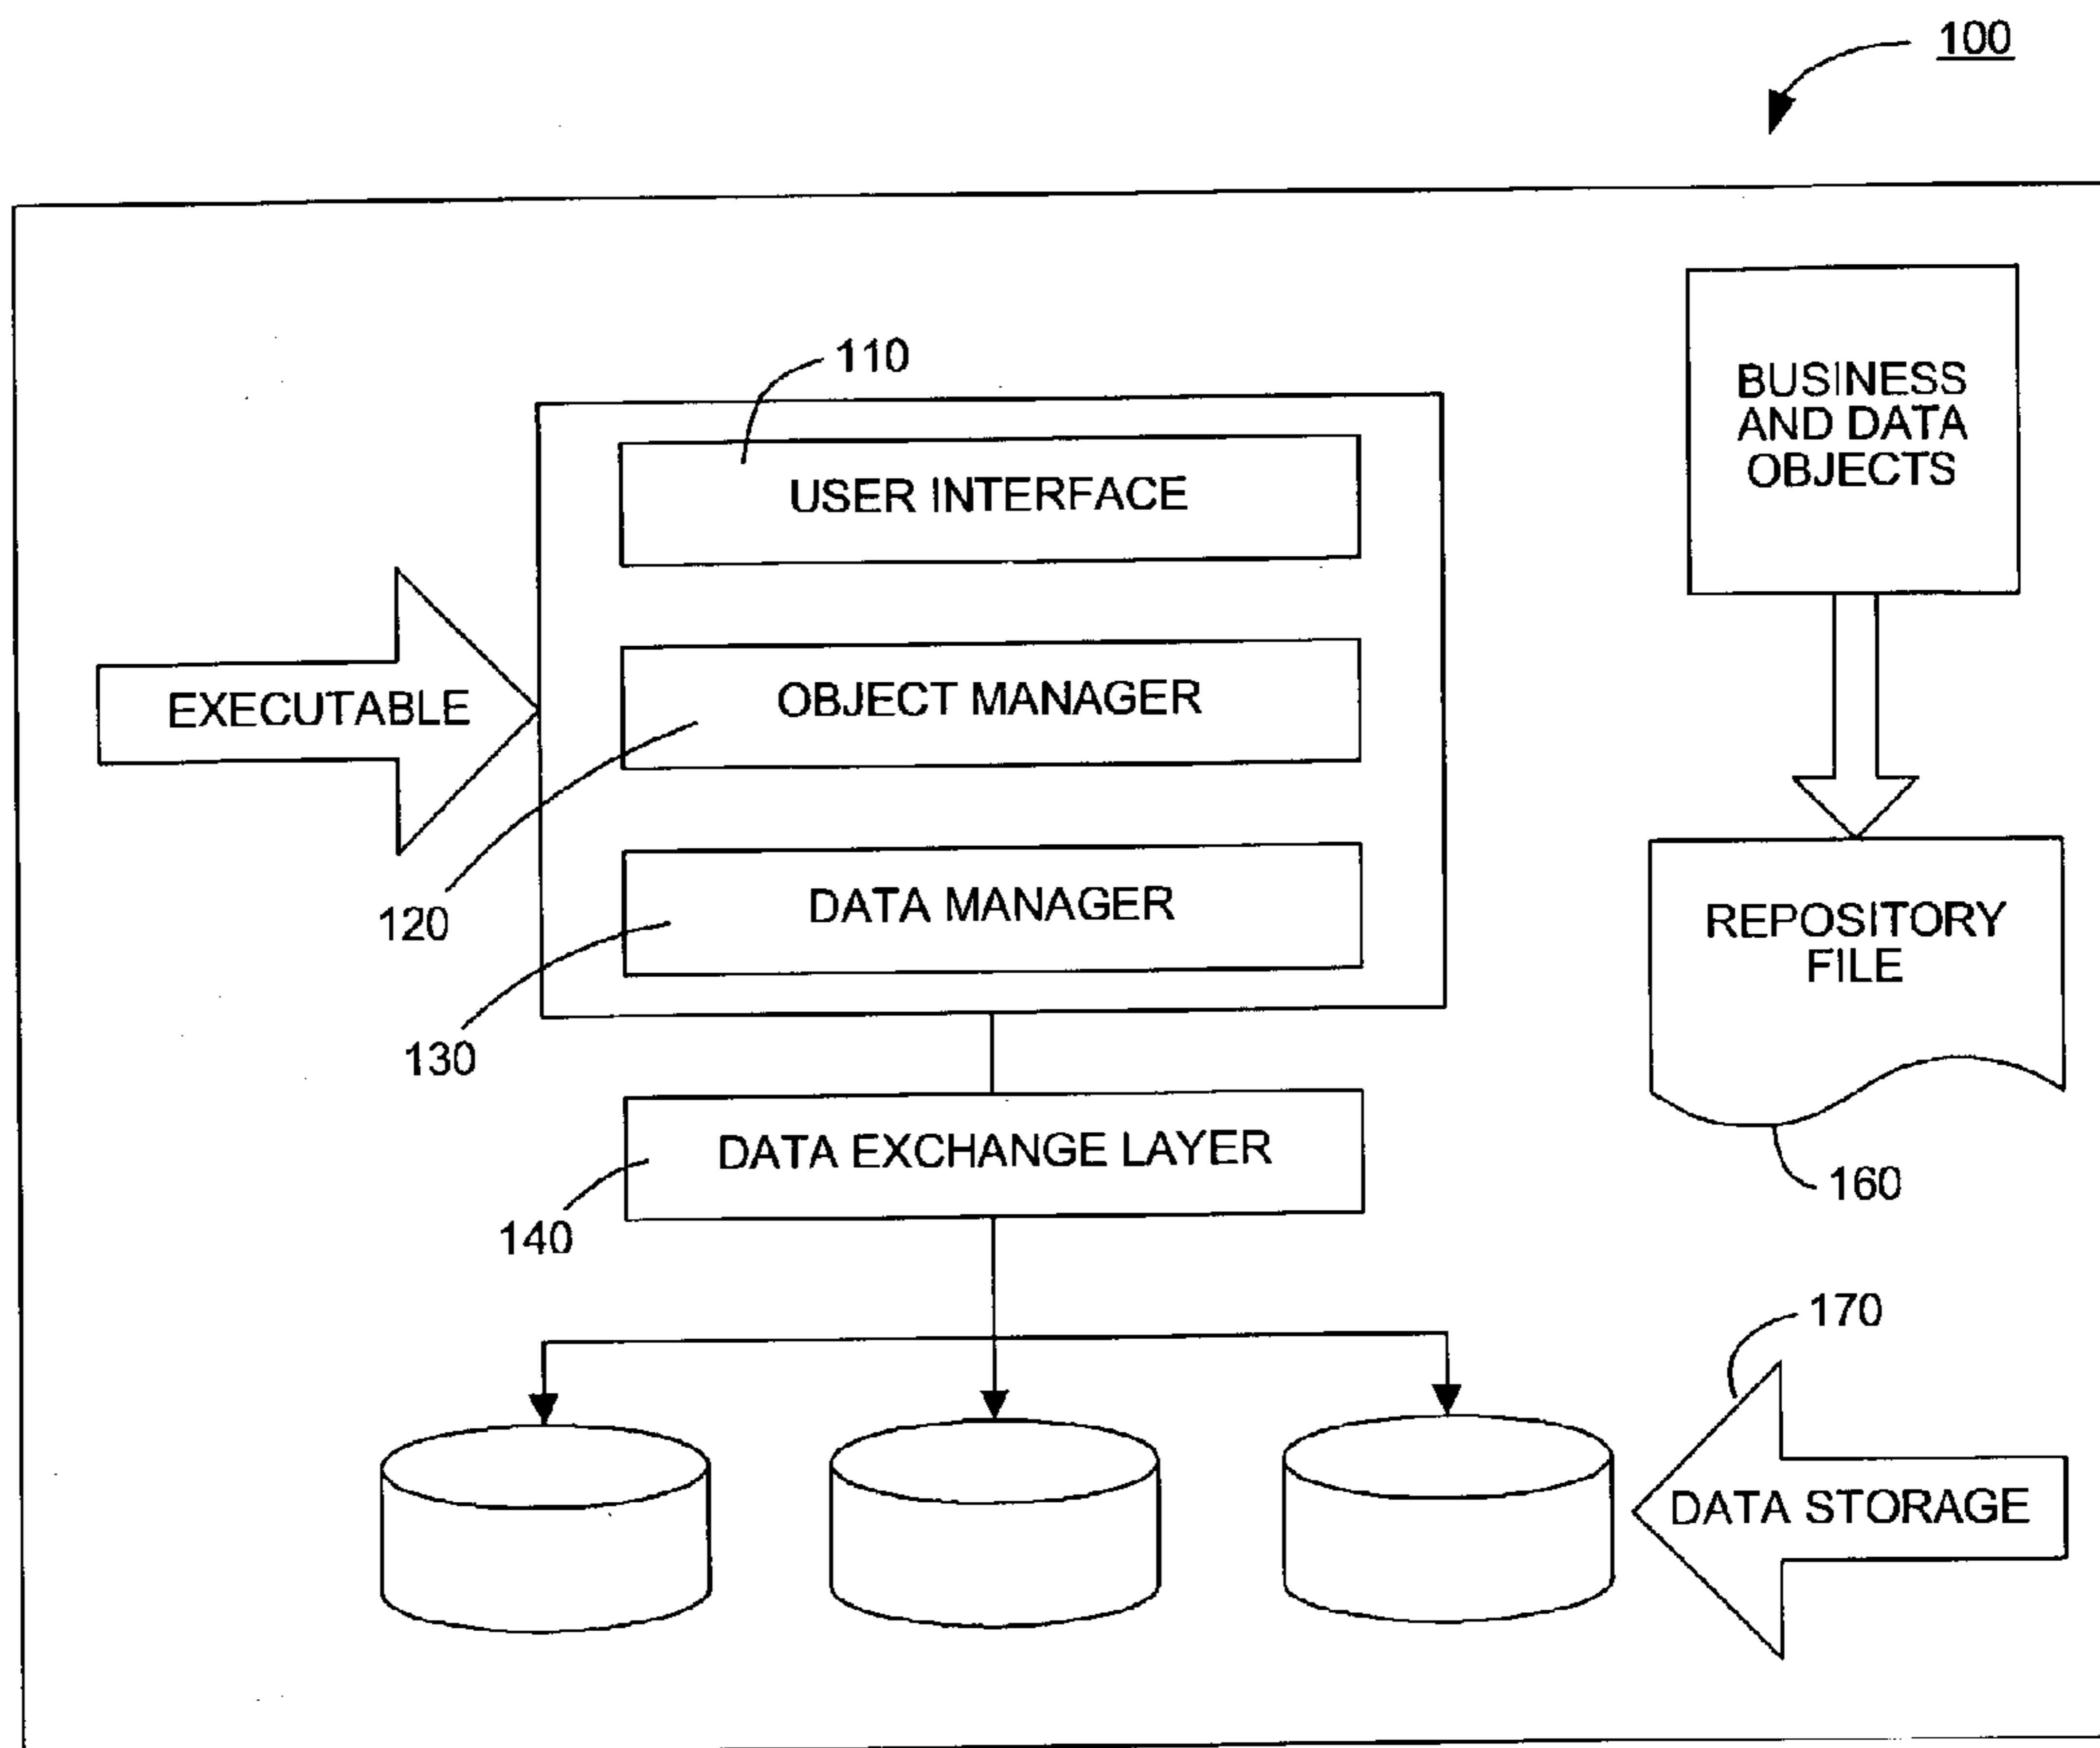 100
110
BUSINESS
AND DATA
OBJECTS
USER INTERFACE
EXECUTABLE
OBJECT MANAGER
120
DATA MANAGER
130
REPOSITORY
FILE
DATA EXCHANGE LAYER
140
160
170
DATA STORAGE